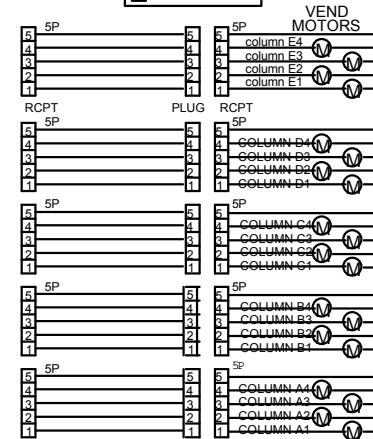 VEND
MOTORS
5P 5P
5 5 5
4 4 4 column E4 M
3 3 3 column E3 M
2 2 2 column E2 M
1 1 1 column E1 M
RCPT PLUG RCPT
5P 5P
5 5 5
4 4 4 COLUMN D4 M
3 3 3 COLUMN D3 M
2 2 2 COLUMN D2 M
1 1 1 COLUMN D1 M
5P 5P
5 5 5
4 4 4 COLUMN C4 M
3 3 3 COLUMN C3 M
2 2 2 COLUMN C2 M
1 1 1 COLUMN C1 M
5P 5P
5 5 5
4 4 4 COLUMN B4 M
3 3 3 COLUMN B3 M
2 2 2 COLUMN B2 M
1 1 1 COLUMN B1 M
5P 5P
5 5 5
4 4 4 COLUMN A4 M
3 3 3 COLUMN A3 M
2 2 2 COLUMN A2 M
1 1 1 COLUMN A1 M